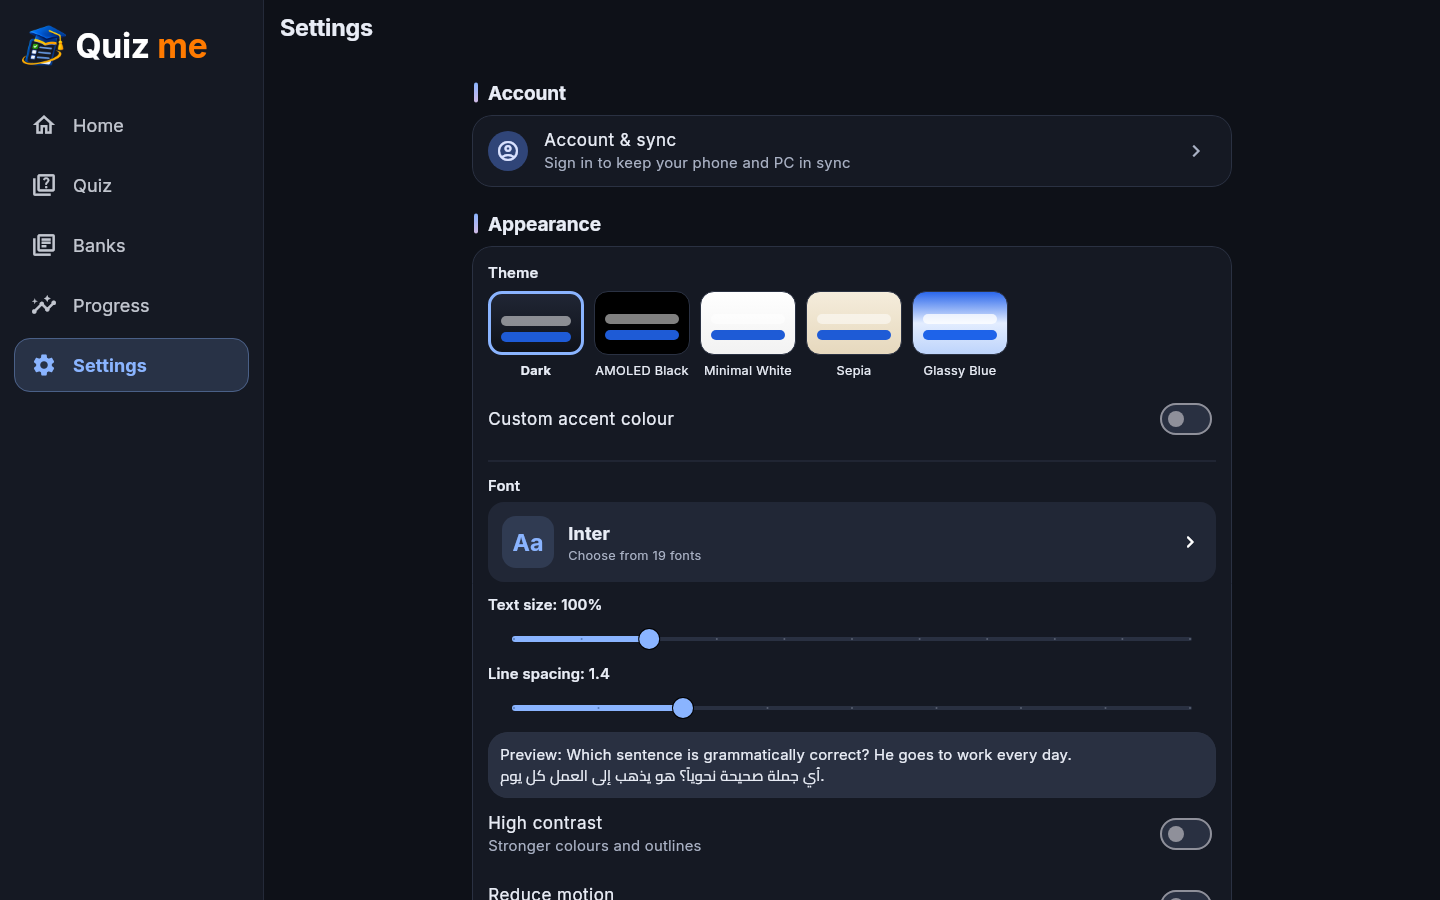 Quiz me
Home
Quiz
Banks
Progress
Settings
Settings
Account
Account & sync
Sign in to keep your phone and PC in sync
Appearance
Theme
Dark
AMOLED Black
Minimal White
Sepia
Glassy Blue
Custom accent colour
Font
Aa
Inter
Choose from 19 fonts
Text size: 100%
Line spacing: 1.4
Preview: Which sentence is grammatically correct? He goes to work every day.
أي جملة صحيحة نحوياً؟ هو يذهب إلى العمل كل يوم.
High contrast
Stronger colours and outlines
Reduce motion